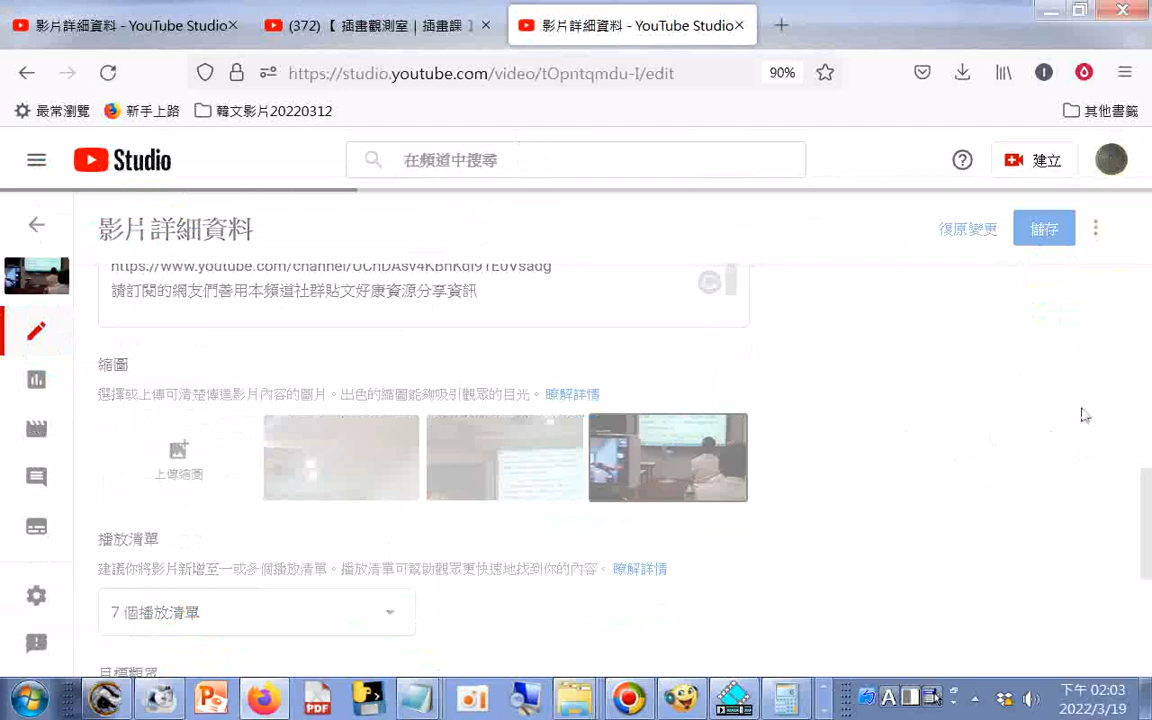 影片詳細資料 - YouTube Studio
(372)【 插畫觀測室 | 插畫課 】
影片詳細資料 - YouTube Studio
https://studio.youtube.com/video/tOpntqmdu-I/edit
90%
最常瀏覽
新手上路
韓文影片20220312
其他書籤
Studio
在頻道中搜尋
建立
影片詳細資料
復原變更
儲存
請訂閱的網友們善用本頻道社群貼文好康資源分享資訊
縮圖
選擇或上傳可清楚傳達影片內容的圖片。出色的縮圖能夠吸引觀眾的目光。 瞭解詳情
上傳縮圖
播放清單
建議你將影片新增至一或多個播放清單。播放清單可幫助觀眾更快速地找到你的內容。 瞭解詳情
7 個播放清單
目標觀眾
PDF
A
下午 02:03
2022/3/19